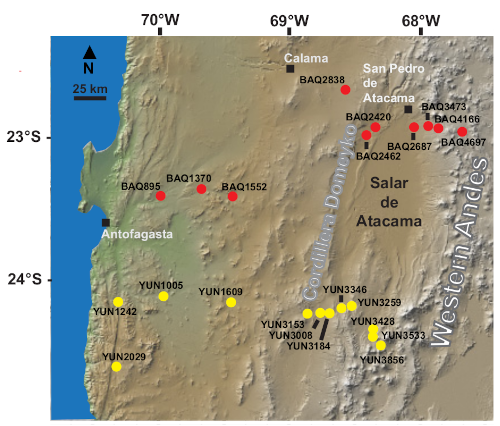 70°W 69°W 68°W
N
25 km
Calama
BAQ2838
San Pedro
de
Atacama
BAQ3473
BAQ2420
BAQ4166
23°S
BAQ2462
BAQ2687
BAQ4697
BAQ895
BAQ1370
BAQ1552
Salar
de
Atacama
Cordillera Domeyko
Western Andes
Antofagasta
24°S
YUN1005
YUN1609
YUN3346
YUN3259
YUN1242
YUN3153
YUN3428
YUN3008
YUN3533
YUN3184
YUN2029
YUN3856